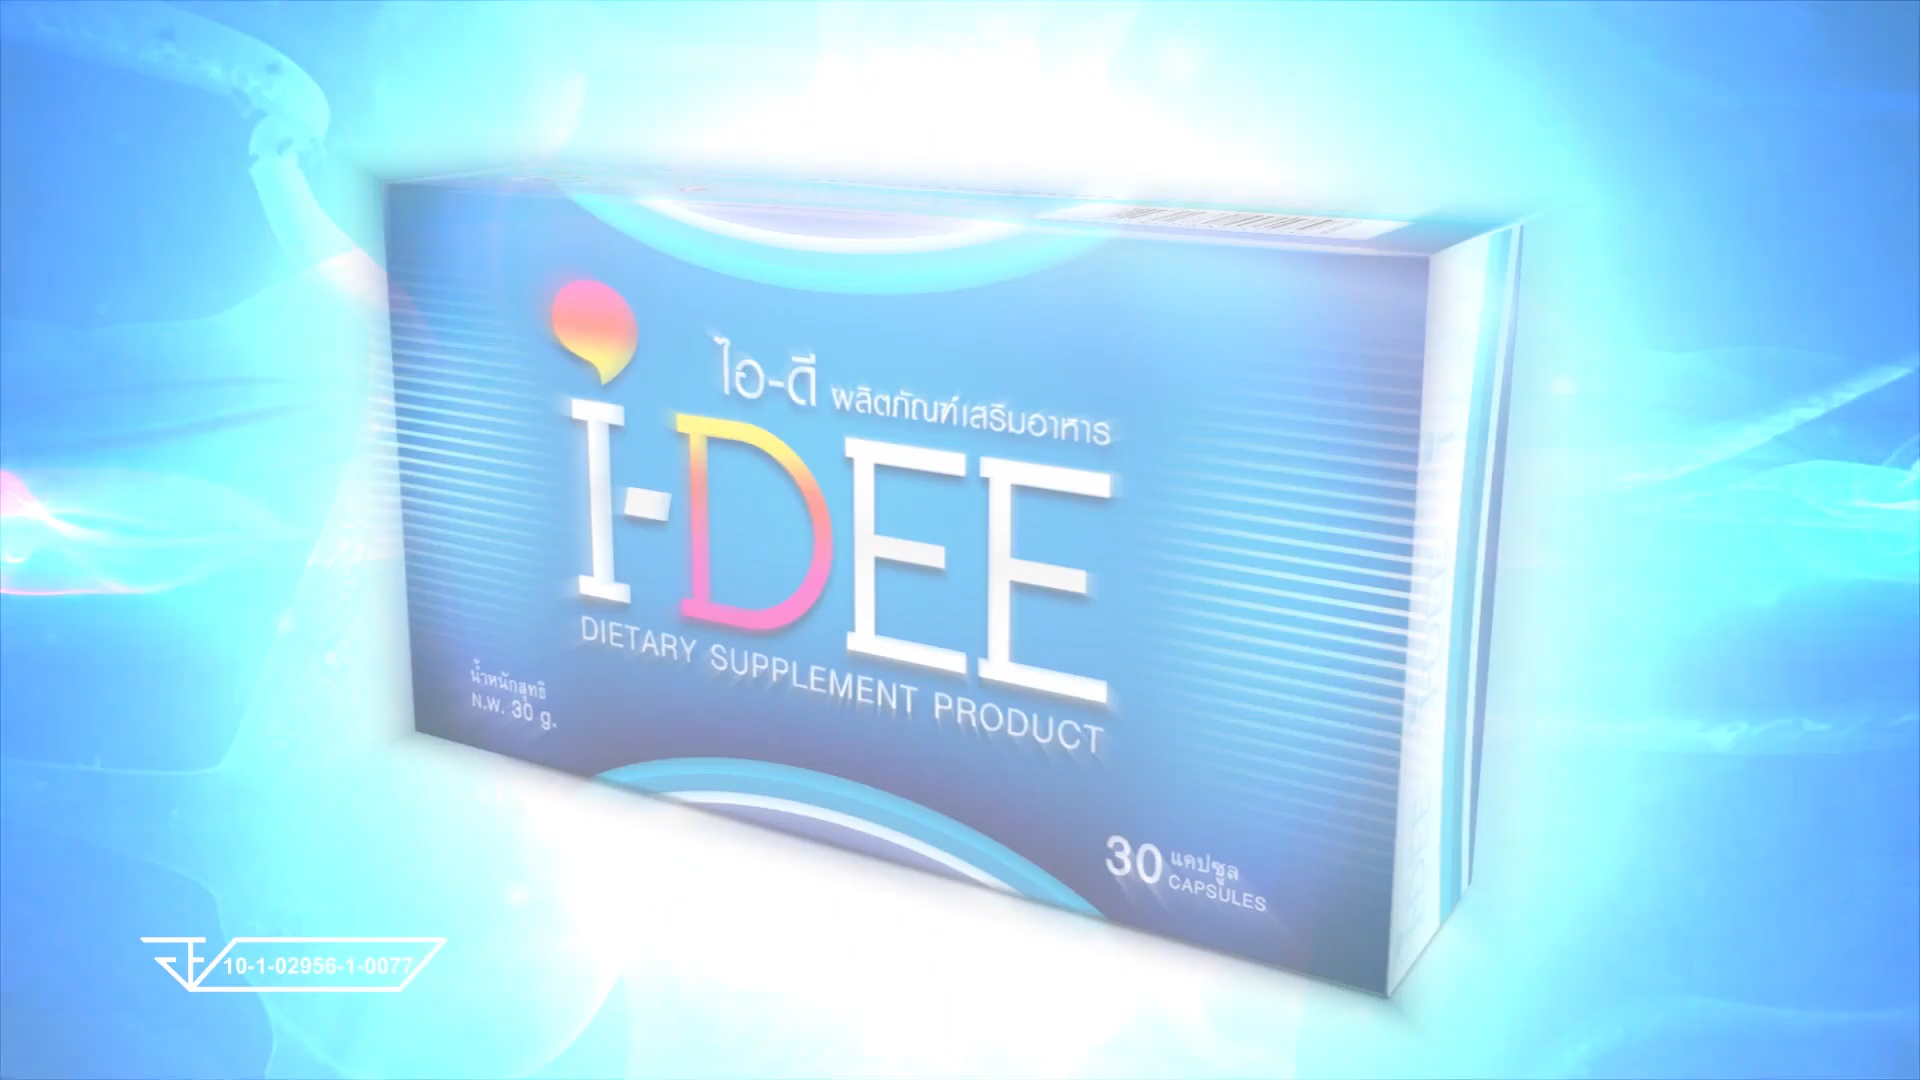 ไอ-ดี ผลิตภัณฑ์เสริมอาหาร
i-DEE
DIETARY SUPPLEMENT PRODUCT
น้ำหนักสุทธิ
N.W. 30 g.
30 แคปซูล
CAPSULES
10-1-02956-1-0077